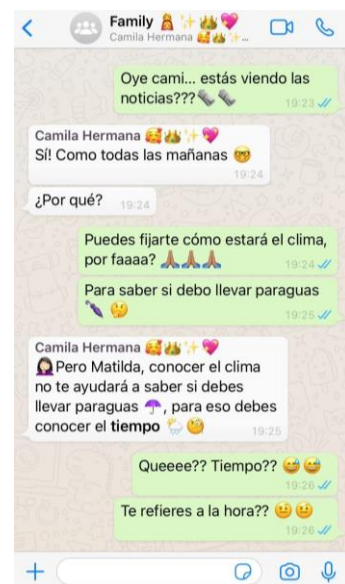 Family 👸✨👑💖
Camila Hermana 🥰👑✨...
Oye cami... estás viendo las
noticias???🗞️🗞️
19:23
Camila Hermana 🥰👑✨💖
Sí! Como todas las mañanas 🤓
19:24
¿Por qué? 19:24
Puedes fijarte cómo estará el clima,
por faaaa? 🙏🏽🙏🏽🙏🏽
19:24
Para saber si debo llevar paraguas
🌂 🤔
19:25
Camila Hermana 🥰👑✨💖
🤦🏻‍♀️Pero Matilda, conocer el clima
no te ayudará a saber si debes
llevar paraguas ☂️, para eso debes
conocer el tiempo 🌦️🧐
19:25
Queeee?? Tiempo?? 😅😅
19:26
Te refieres a la hora?? 😐😐
19:26